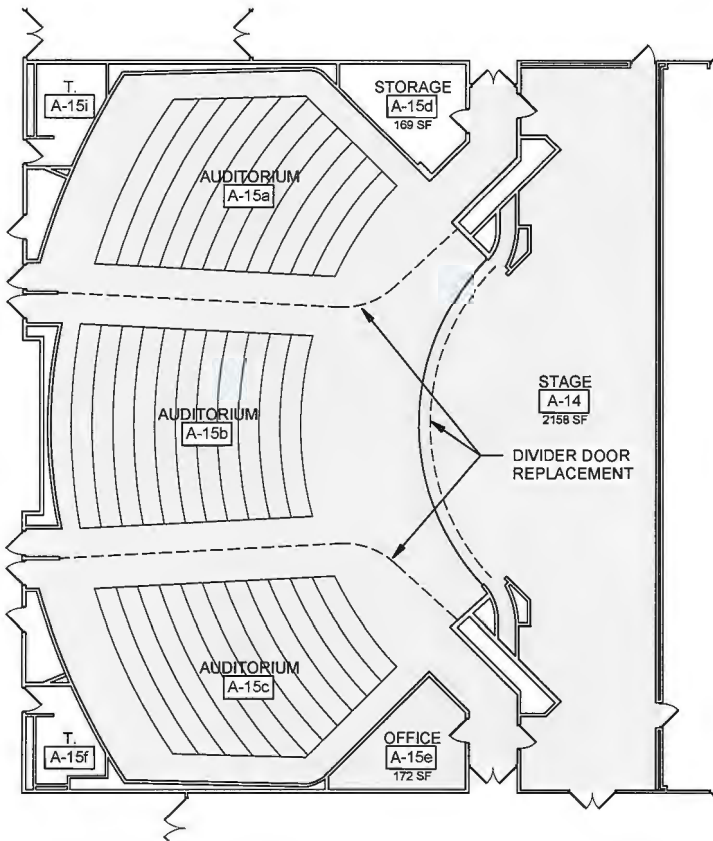 T.
A-15i
STORAGE
A-15d
169 SF
AUDITORIUM
A-15a
STAGE
A-14
2158 SF
AUDITORIUM
A-15b
DIVIDER DOOR
REPLACEMENT
AUDITORIUM
A-15c
T.
A-15f
OFFICE
A-15e
172 SF